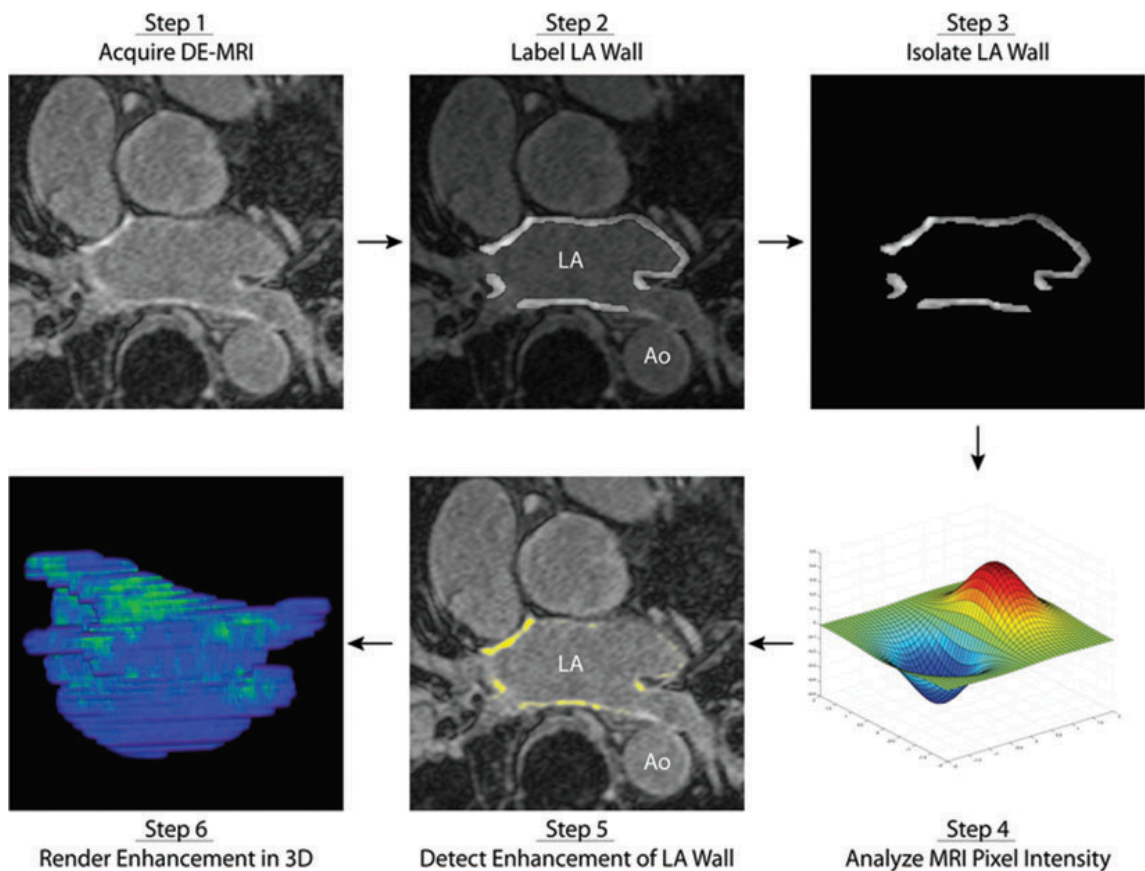 Step 1
Acquire DE-MRI
Step 2
Label LA Wall
Step 3
Isolate LA Wall
LA
Ao
LA
Ao
Step 6
Render Enhancement in 3D
Step 5
Detect Enhancement of LA Wall
Step 4
Analyze MRI Pixel Intensity